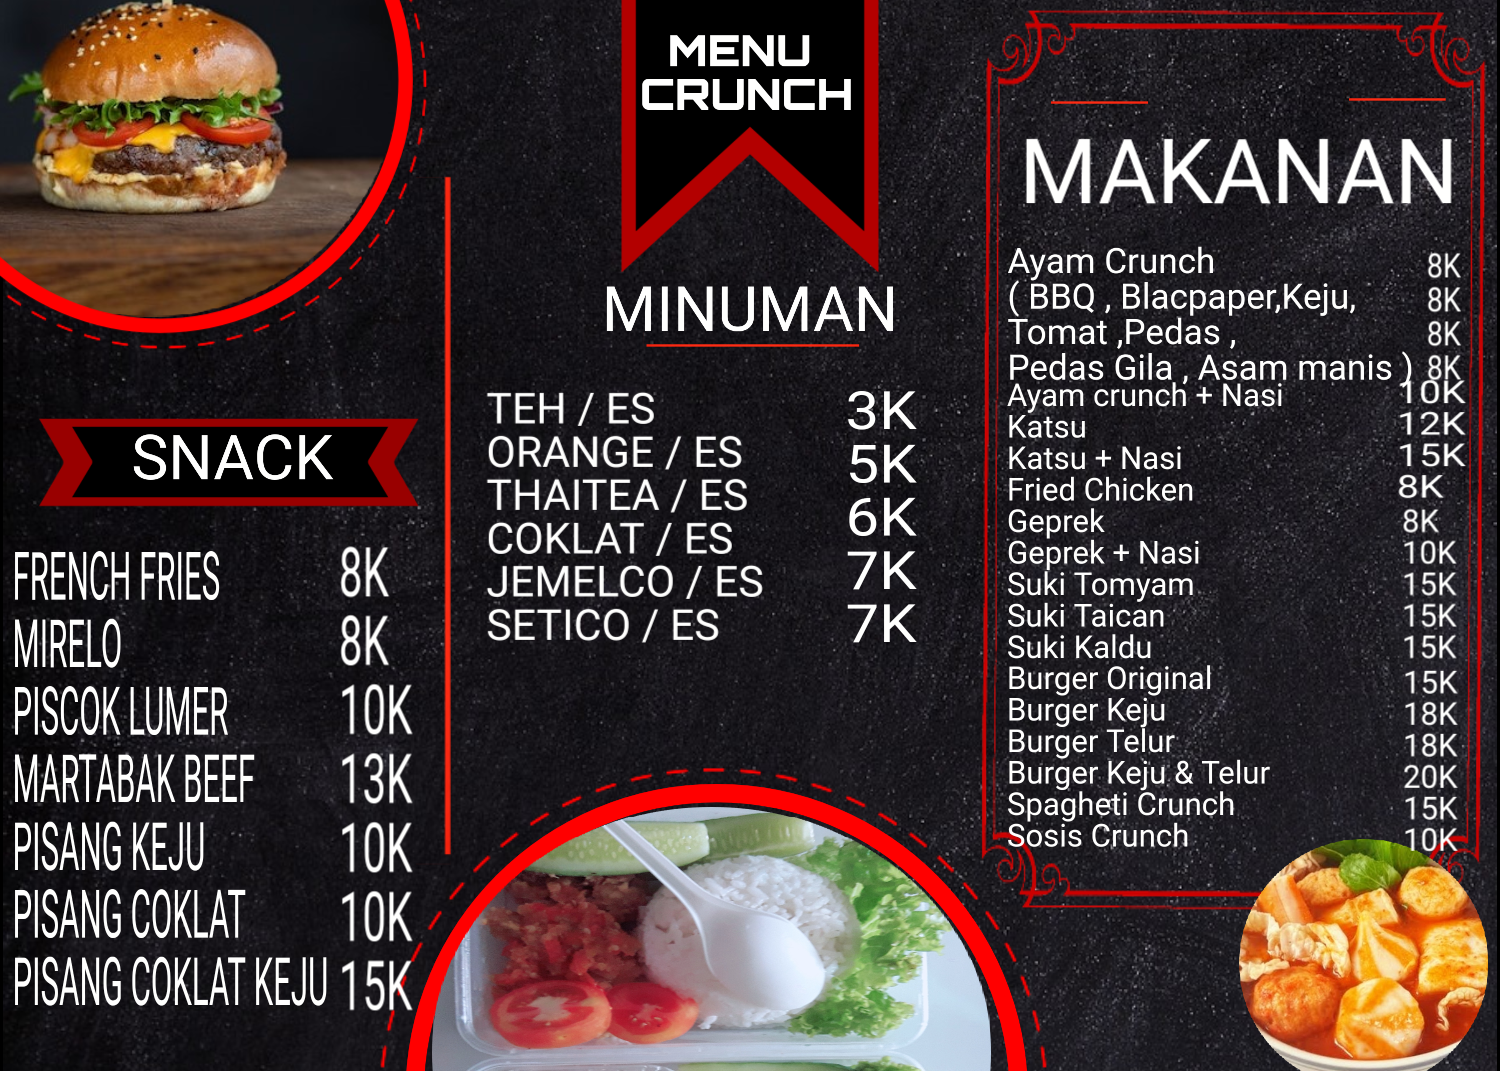 MENU
CRUNCH
SNACK
FRENCH FRIES 8K
MIRELO 8K
PISCOK LUMER 10K
MARTABAK BEEF 13K
PISANG KEJU 10K
PISANG COKLAT 10K
PISANG COKLAT KEJU 15K
MINUMAN
TEH / ES 3K
ORANGE / ES 5K
THAITEA / ES 6K
COKLAT / ES 7K
JEMELCO / ES 7K
SETICO / ES
MAKANAN
Ayam Crunch 8K
( BBQ , Blacpaper,Keju, 8K
Tomat ,Pedas , 8K
Pedas Gila , Asam manis ) 8K
Ayam crunch + Nasi 10K
Katsu 12K
Katsu + Nasi 15K
Fried Chicken 8K
Geprek 8K
Geprek + Nasi 10K
Suki Tomyam 15K
Suki Taican 15K
Suki Kaldu 15K
Burger Original 15K
Burger Keju 18K
Burger Telur 18K
Burger Keju & Telur 20K
Spagheti Crunch 15K
Sosis Crunch 10K